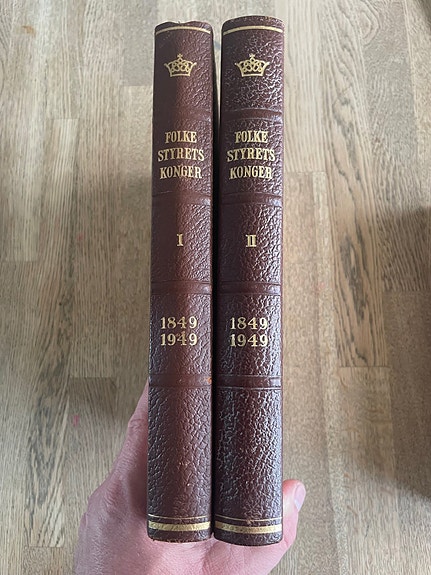 FOLKE
STYRETS
KONGER
I
1849
1949
FOLKE
STYRETS
KONGER
II
1849
1949